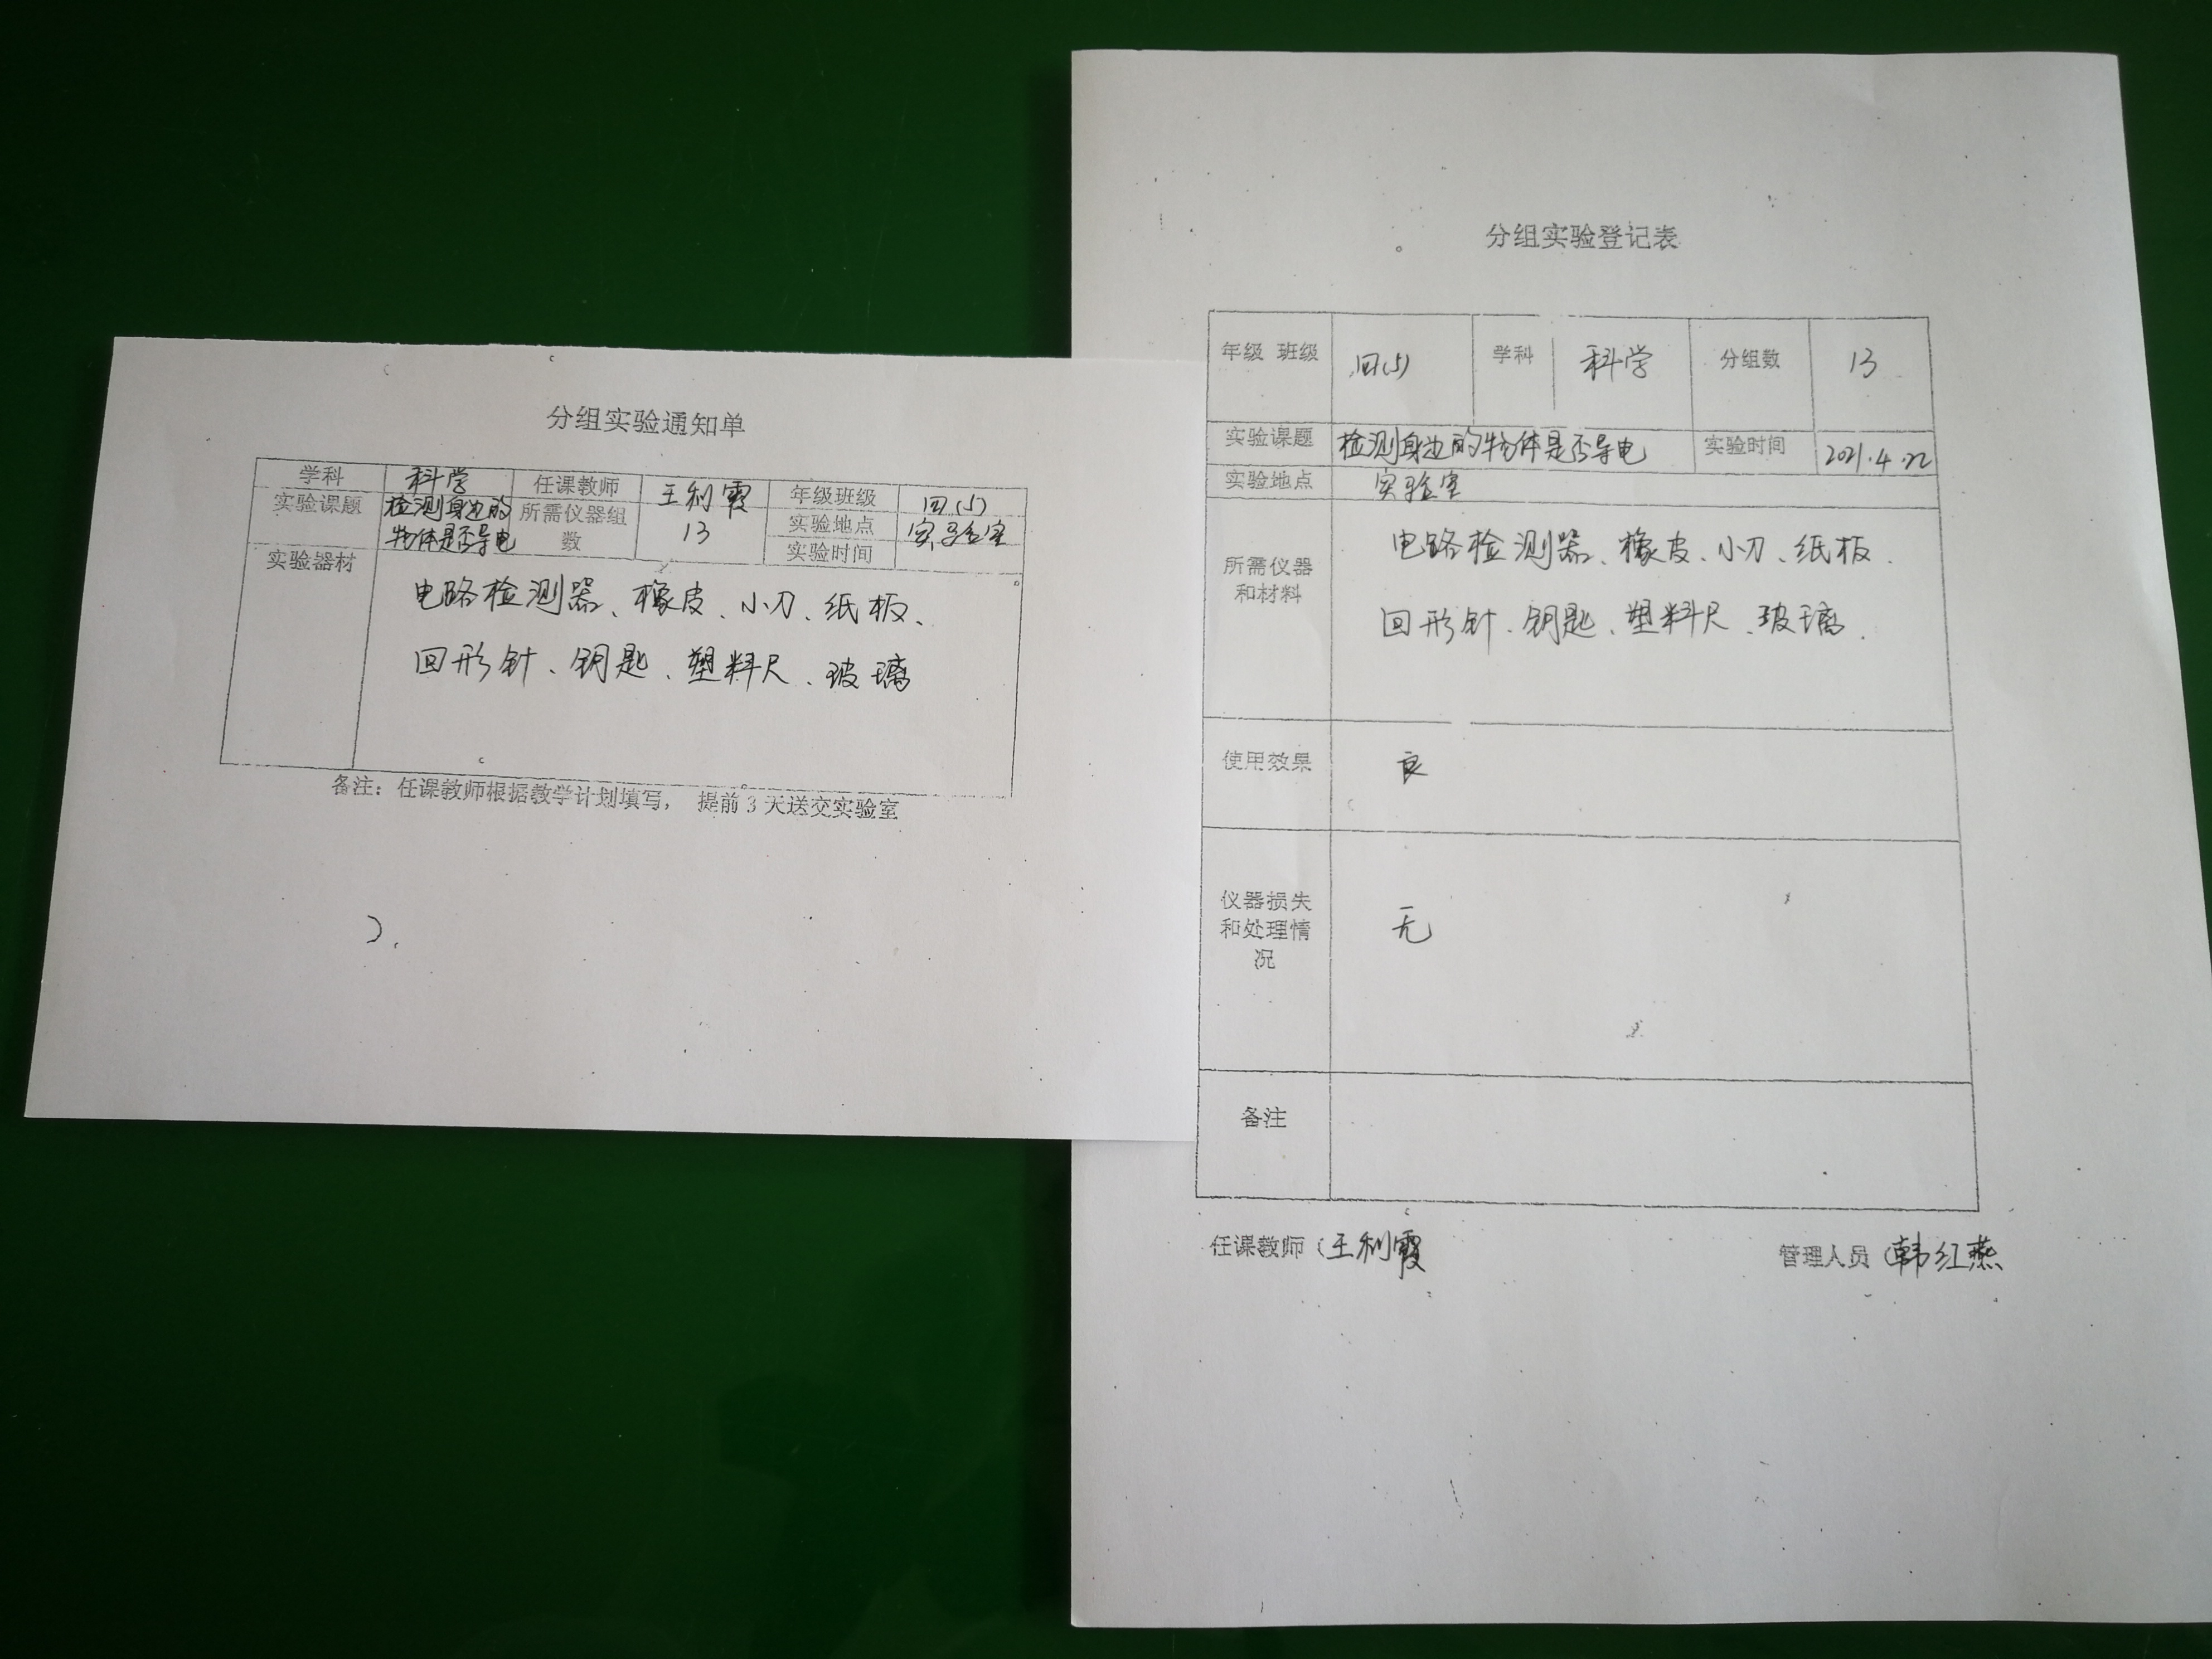 分组实验通知单
学科 科学 任课教师 王利霞 年级班级 四(5)
实验课题 检测身边的物体是否导电 所需仪器组数 13 实验地点 实验室
实验时间
实验器材 电路检测器、橡皮、小刀、纸板、
回形针、钥匙、塑料尺、玻璃
备注：任课教师根据教学计划填写， 提前3天送交实验室
分组实验登记表
年级 班级 四(5) 学科 科学 分组数 13
实验课题 检测身边的物体是否导电 实验时间 2021.4.22
实验地点 实验室
所需仪器和材料 电路检测器、橡皮、小刀、纸板、
回形针、钥匙、塑料尺、玻璃.
使用效果 良
仪器损失和处理情况 无
备注
任课教师（王利霞 管理人员（韩红燕